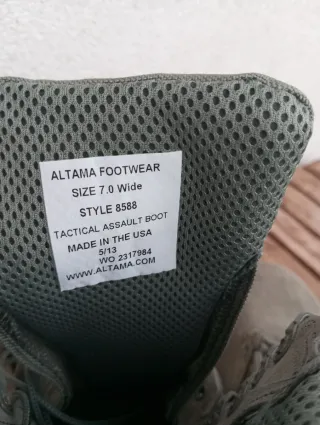 ALTAMA FOOTWEAR
SIZE 7.0 Wide
STYLE 8588
TACTICAL ASSAULT BOOT
MADE IN THE USA
5/13
WO 2317984
WWW.ALTAMA.COM